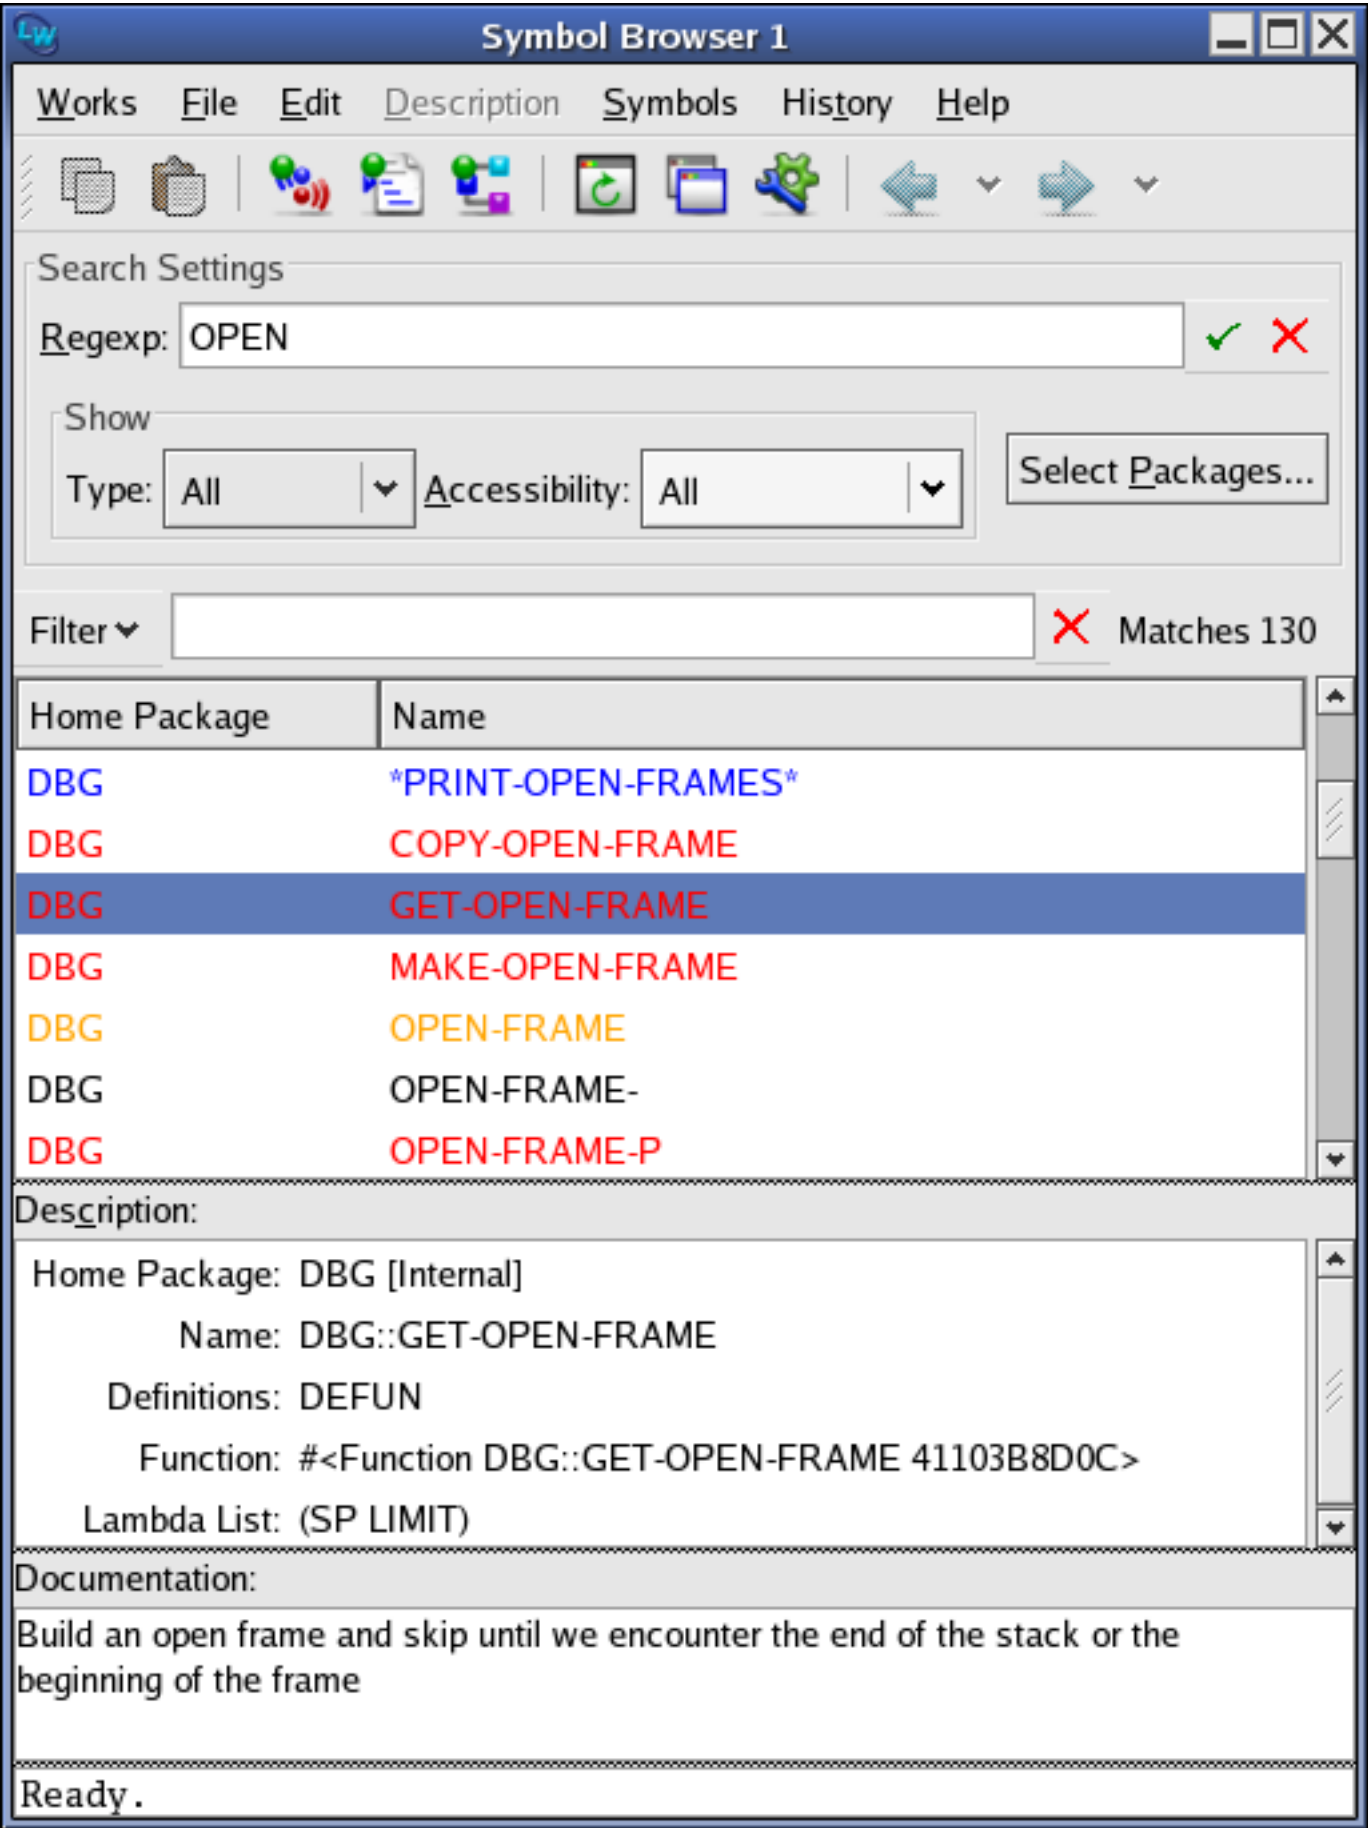 LW
Symbol Browser 1
Works File Edit Description Symbols History Help
Search Settings
Regexp: OPEN
Show
Type: All Accessibility: All Select Packages...
Filter Matches 130
Home Package Name
DBG *PRINT-OPEN-FRAMES*
DBG COPY-OPEN-FRAME
DBG GET-OPEN-FRAME
DBG MAKE-OPEN-FRAME
DBG OPEN-FRAME
DBG OPEN-FRAME-
DBG OPEN-FRAME-P
Description:
Home Package: DBG [Internal]
Name: DBG::GET-OPEN-FRAME
Definitions: DEFUN
Function: #<Function DBG::GET-OPEN-FRAME 41103B8D0C>
Lambda List: (SP LIMIT)
Documentation:
Build an open frame and skip until we encounter the end of the stack or the
beginning of the frame
Ready.